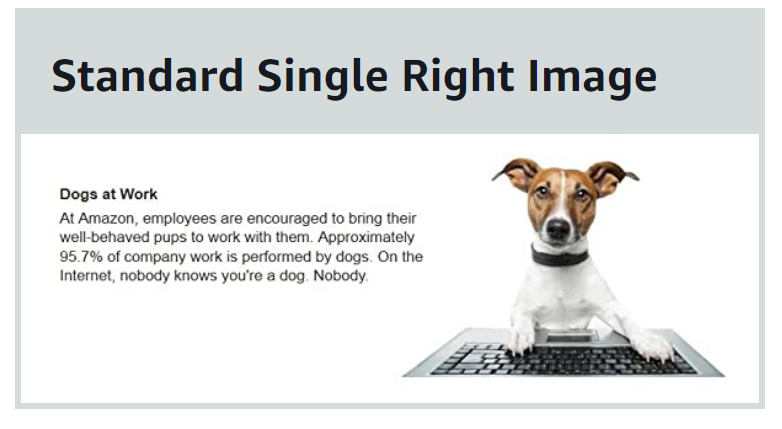 Standard Single Right Image
Dogs at Work
At Amazon, employees are encouraged to bring their
well-behaved pups to work with them. Approximately
95.7% of company work is performed by dogs. On the
Internet, nobody knows you're a dog. Nobody.